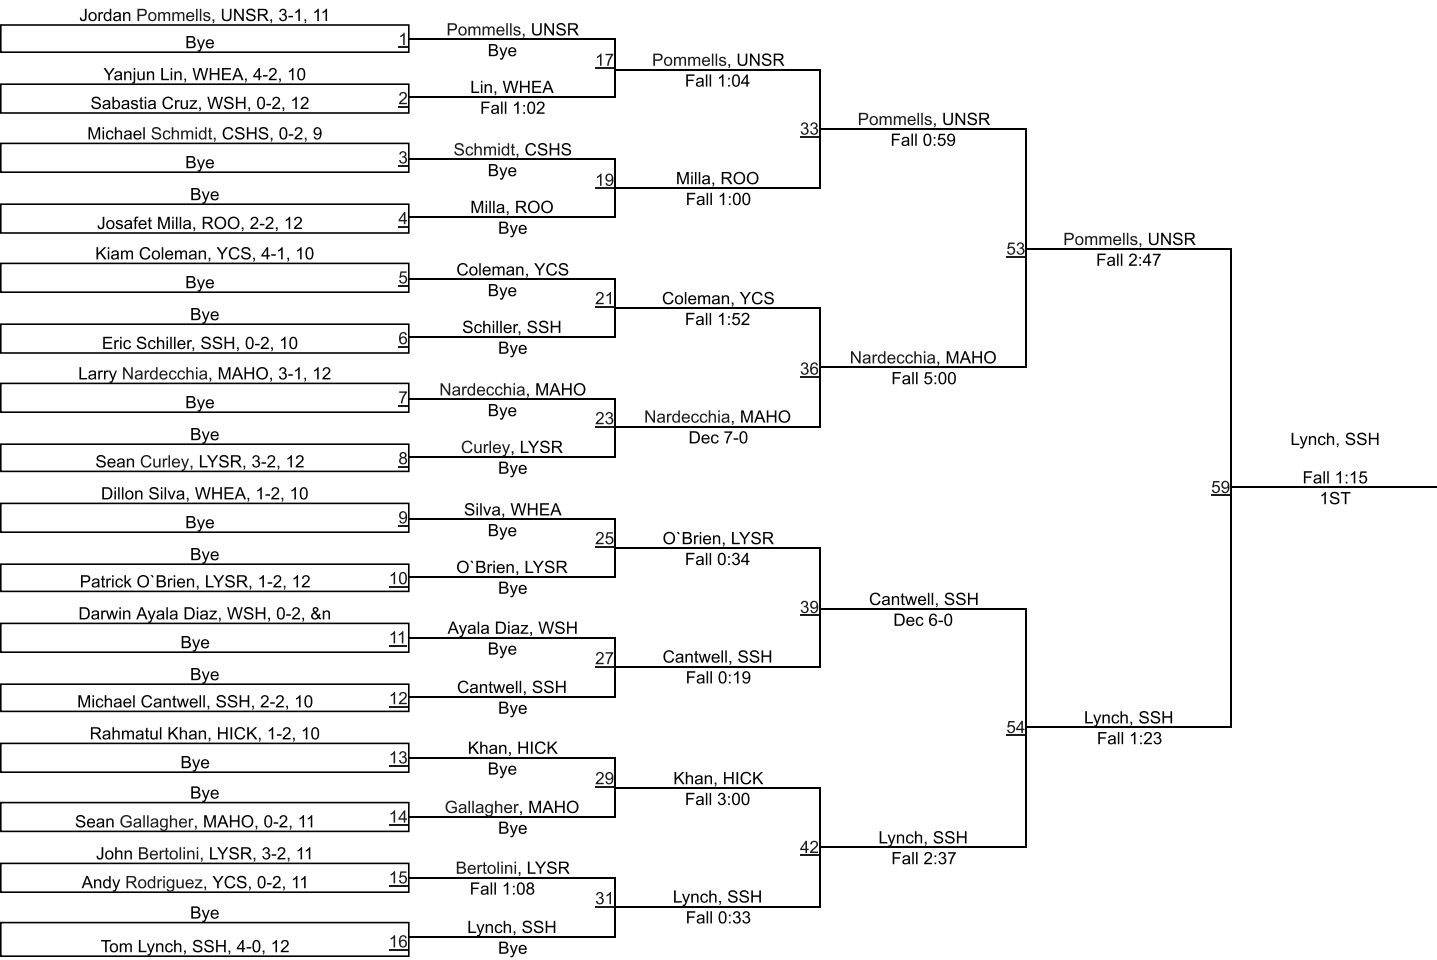 Jordan Pommells, UNSR, 3-1, 11
Bye
1
Yanjun Lin, WHEA, 4-2, 10
Sabastia Cruz, WSH, 0-2, 12
2
Michael Schmidt, CSHS, 0-2, 9
Bye
3
Bye
Josafet Milla, ROO, 2-2, 12
4
Kiam Coleman, YCS, 4-1, 10
Bye
5
Bye
Eric Schiller, SSH, 0-2, 10
6
Larry Nardecchia, MAHO, 3-1, 12
Bye
7
Bye
Sean Curley, LYSR, 3-2, 12
8
Dillon Silva, WHEA, 1-2, 10
Bye
9
Bye
Patrick O`Brien, LYSR, 1-2, 12
10
Darwin Ayala Diaz, WSH, 0-2, &n
Bye
11
Bye
Michael Cantwell, SSH, 2-2, 10
12
Rahmatul Khan, HICK, 1-2, 10
Bye
13
Bye
Sean Gallagher, MAHO, 0-2, 11
14
John Bertolini, LYSR, 3-2, 11
Andy Rodriguez, YCS, 0-2, 11
15
Bye
Tom Lynch, SSH, 4-0, 12
16
Pommells, UNSR
Bye
17
Lin, WHEA
Fall 1:02
Schmidt, CSHS
Bye
19
Milla, ROO
Bye
Coleman, YCS
Bye
21
Schiller, SSH
Bye
Nardecchia, MAHO
Bye
23
Curley, LYSR
Bye
Silva, WHEA
Bye
25
O`Brien, LYSR
Bye
Ayala Diaz, WSH
Bye
27
Cantwell, SSH
Bye
Khan, HICK
Bye
29
Gallagher, MAHO
Bye
Bertolini, LYSR
Fall 1:08
31
Lynch, SSH
Bye
Pommells, UNSR
Fall 1:04
33
Milla, ROO
Fall 1:00
Coleman, YCS
Fall 1:52
36
Nardecchia, MAHO
Dec 7-0
O`Brien, LYSR
Fall 0:34
39
Cantwell, SSH
Fall 0:19
Khan, HICK
Fall 3:00
42
Lynch, SSH
Fall 0:33
Pommells, UNSR
Fall 0:59
53
Nardecchia, MAHO
Fall 5:00
Cantwell, SSH
Dec 6-0
54
Lynch, SSH
Fall 2:37
Pommells, UNSR
Fall 2:47
59
Lynch, SSH
Fall 1:23
Lynch, SSH
Fall 1:15
1ST